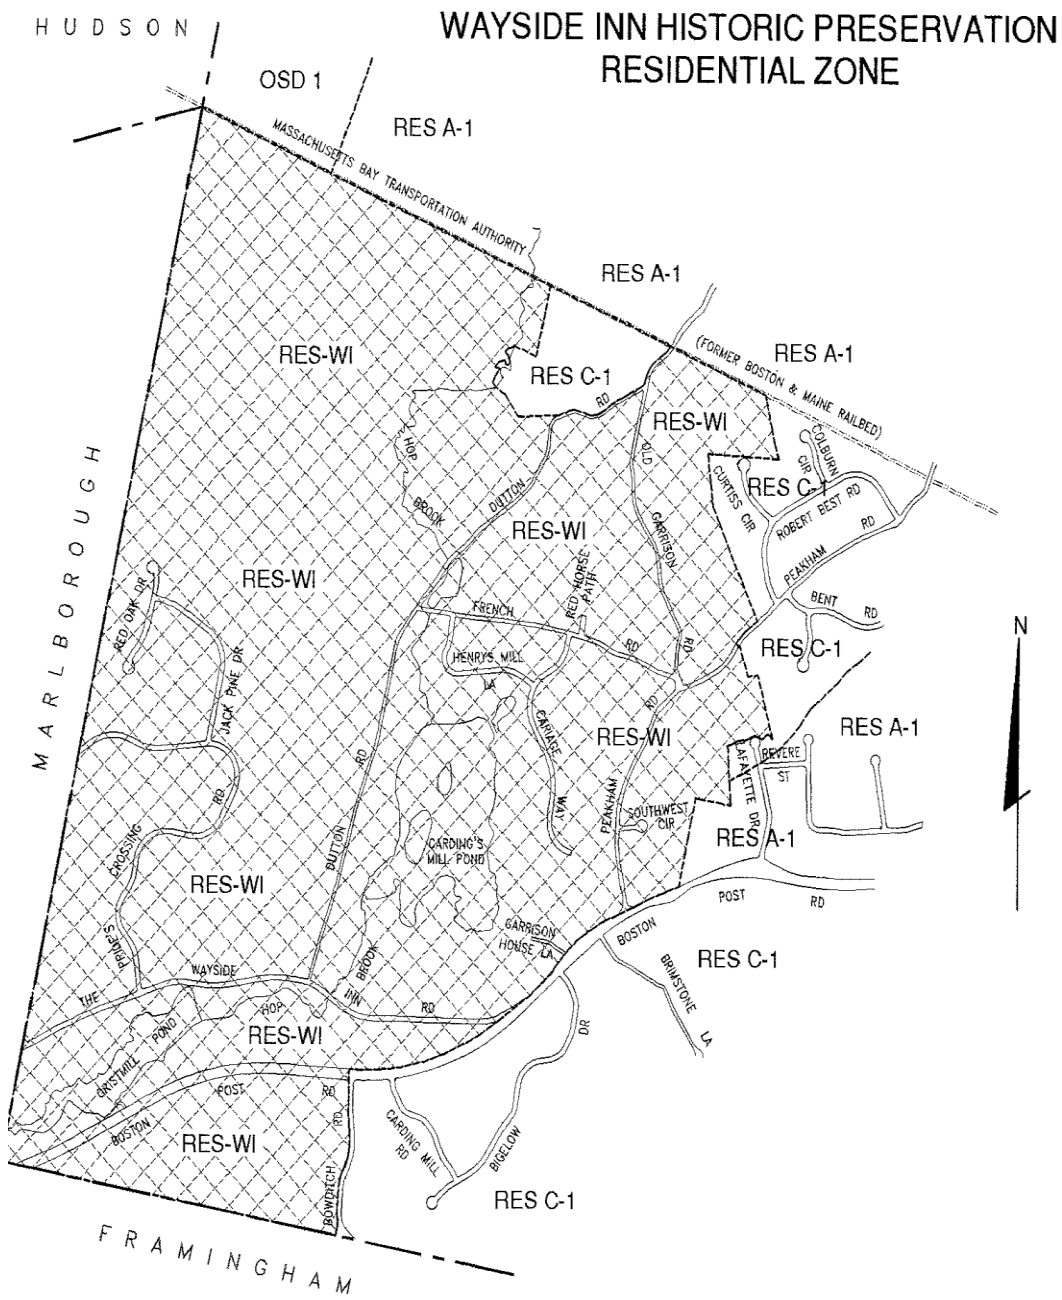 HUDSON
WAYSIDE INN HISTORIC PRESERVATION
RESIDENTIAL ZONE
OSD 1
RES A-1
MASSACHUSETTS BAY TRANSPORTATION AUTHORITY
RES A-1
(FORMER BOSTON & MAINE RAILBED)
RES A-1
RES-WI
RES C-1
RD
RES-WI
HOP
BROOK
DUTTON
OLD
GARRISON
RD
COLBURN
CIR
CURTISS CIR
RES C-1
ROBERT BEST RD
PEAKHAM
RD
MARLBOROUGH
RES-WI
RES-WI
RED HORSE
PATH
FRENCH
RD
BENT
RD
RED OAK DR
JACK PINE DR
HENRYS MILL
LA
RES C-1
N
RD
RES-WI
CARIAGE
WAY
RES A-1
LAFAYETTE DR
REVERE
ST
RD
PEAKHAM
SOUTHWEST
CIR
RES A-1
RD
CROSSING
PRIDE'S
DUTTON
CARDING'S
MILL POND
RES-WI
POST
RD
GARRISON
HOUSE LA
BOSTON
BRIMSTONE
LA
RES C-1
THE
WAYSIDE
INN
RD
BROOK
HOP
RES-WI
GRISTMILL
POND
DR
BIGELOW
BOSTON
POST
RD
RD
BOWDITCH
CARDING MILL
RD
RES-WI
RES C-1
FRAMINGHAM